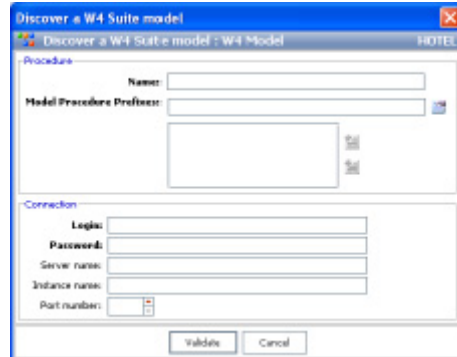 Discover a W4 Suite model
Discover a W4 Suite model : W4 Model HOTEL
Procedure
Name:
Model Procedure Prefixes:
Connection
Login:
Password:
Server name:
Instance name:
Port number:
Validate Cancel